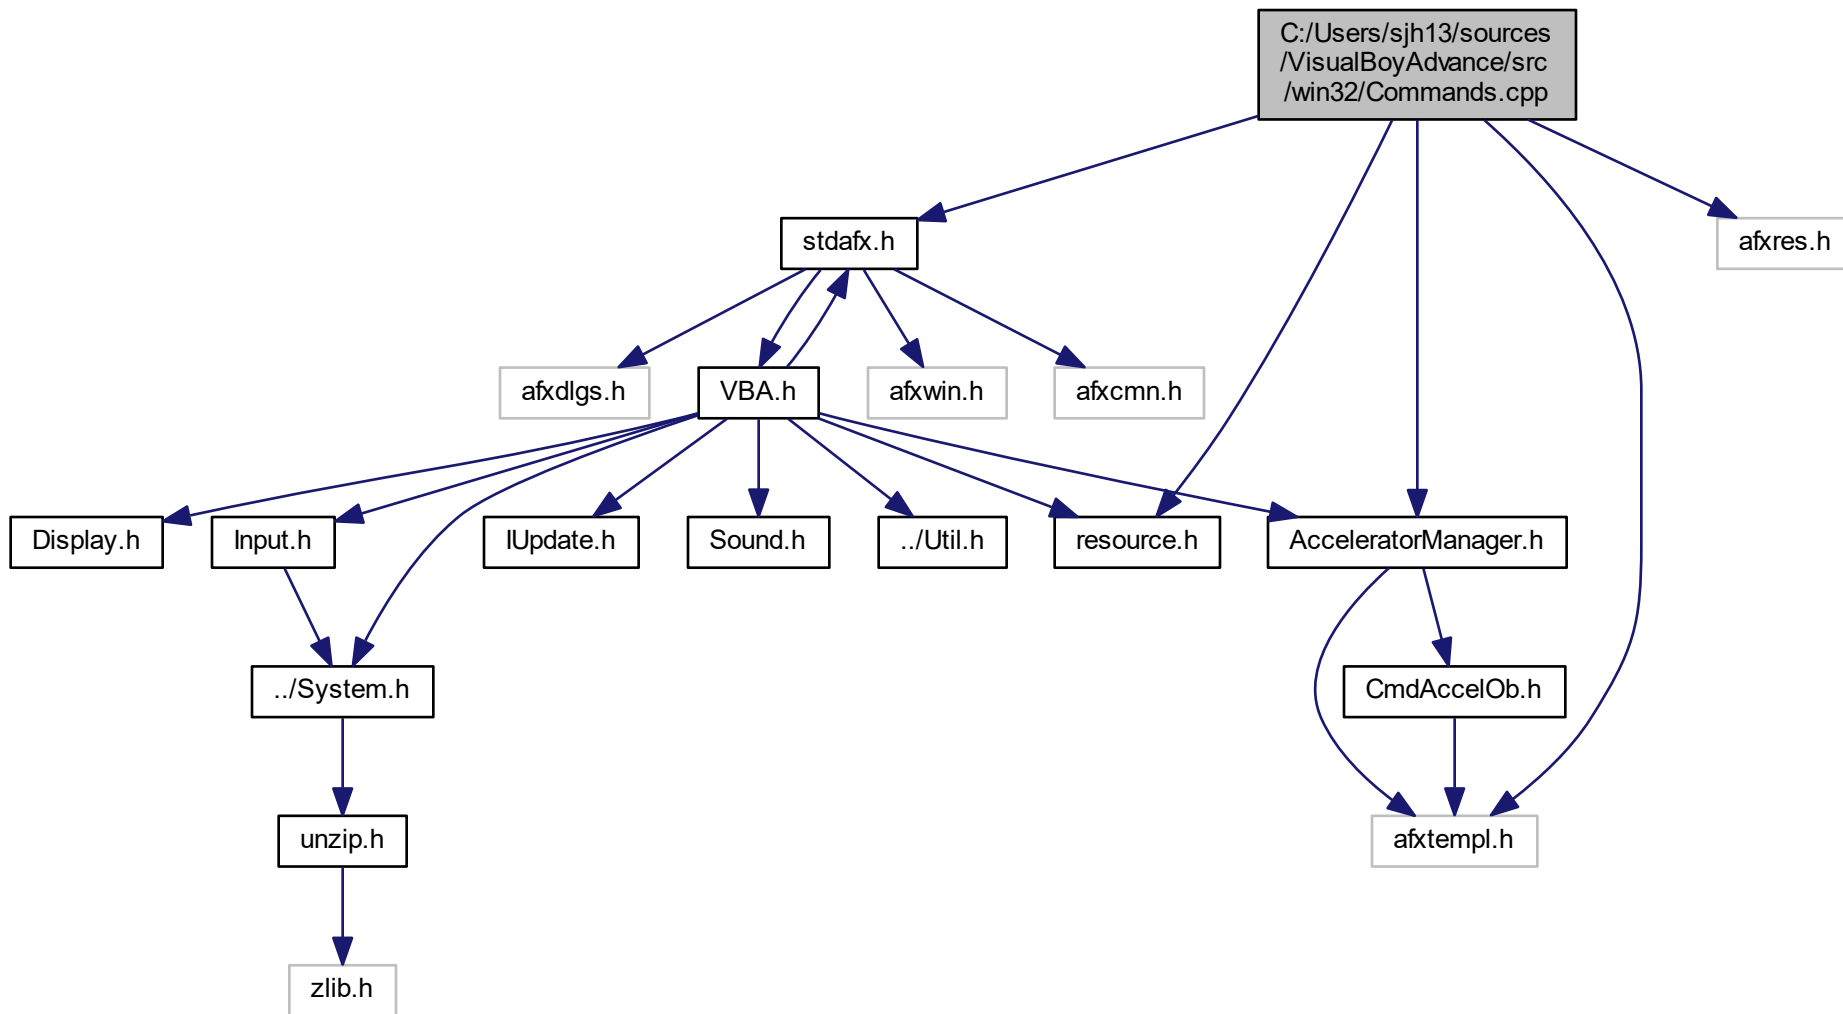 C:/Users/sjh13/sources
/VisualBoyAdvance/src
/win32/Commands.cpp
stdafx.h
afxres.h
afxdlgs.h
VBA.h
afxwin.h
afxcmn.h
Display.h
Input.h
IUpdate.h
Sound.h
../Util.h
resource.h
AcceleratorManager.h
../System.h
CmdAccelOb.h
unzip.h
afxtempl.h
zlib.h